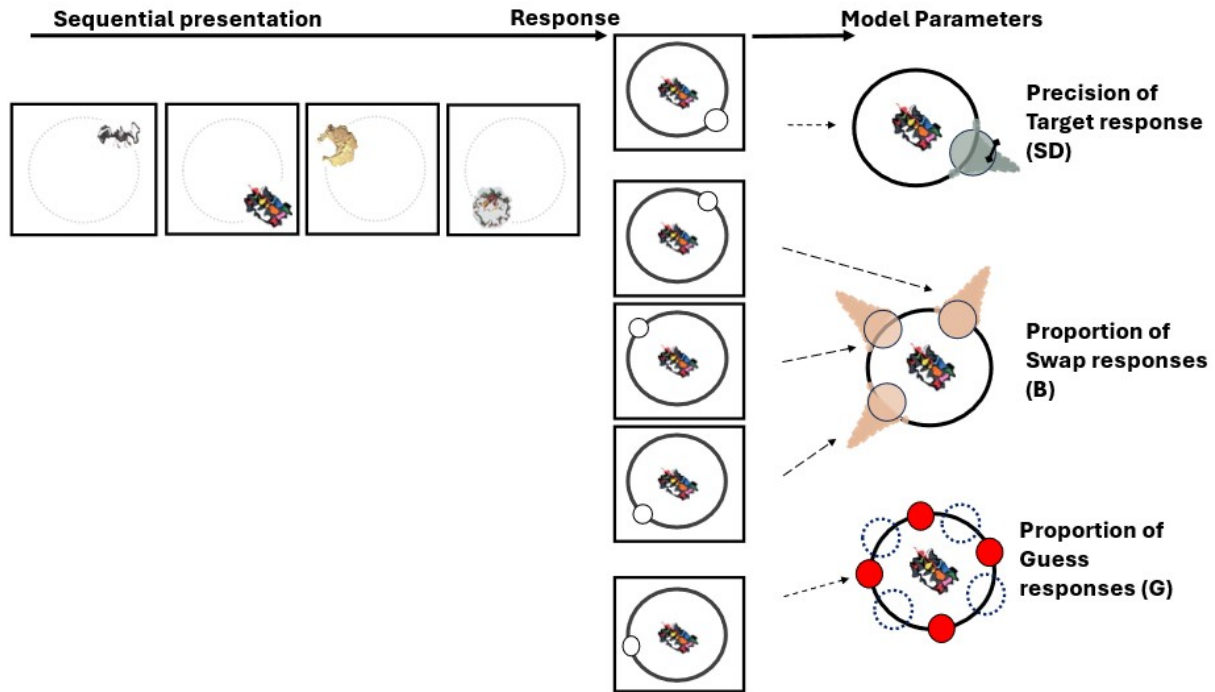 Sequential presentation
Response
Model Parameters
Precision of
Target response
(SD)
Proportion of
Swap responses
(B)
Proportion of
Guess
responses (G)